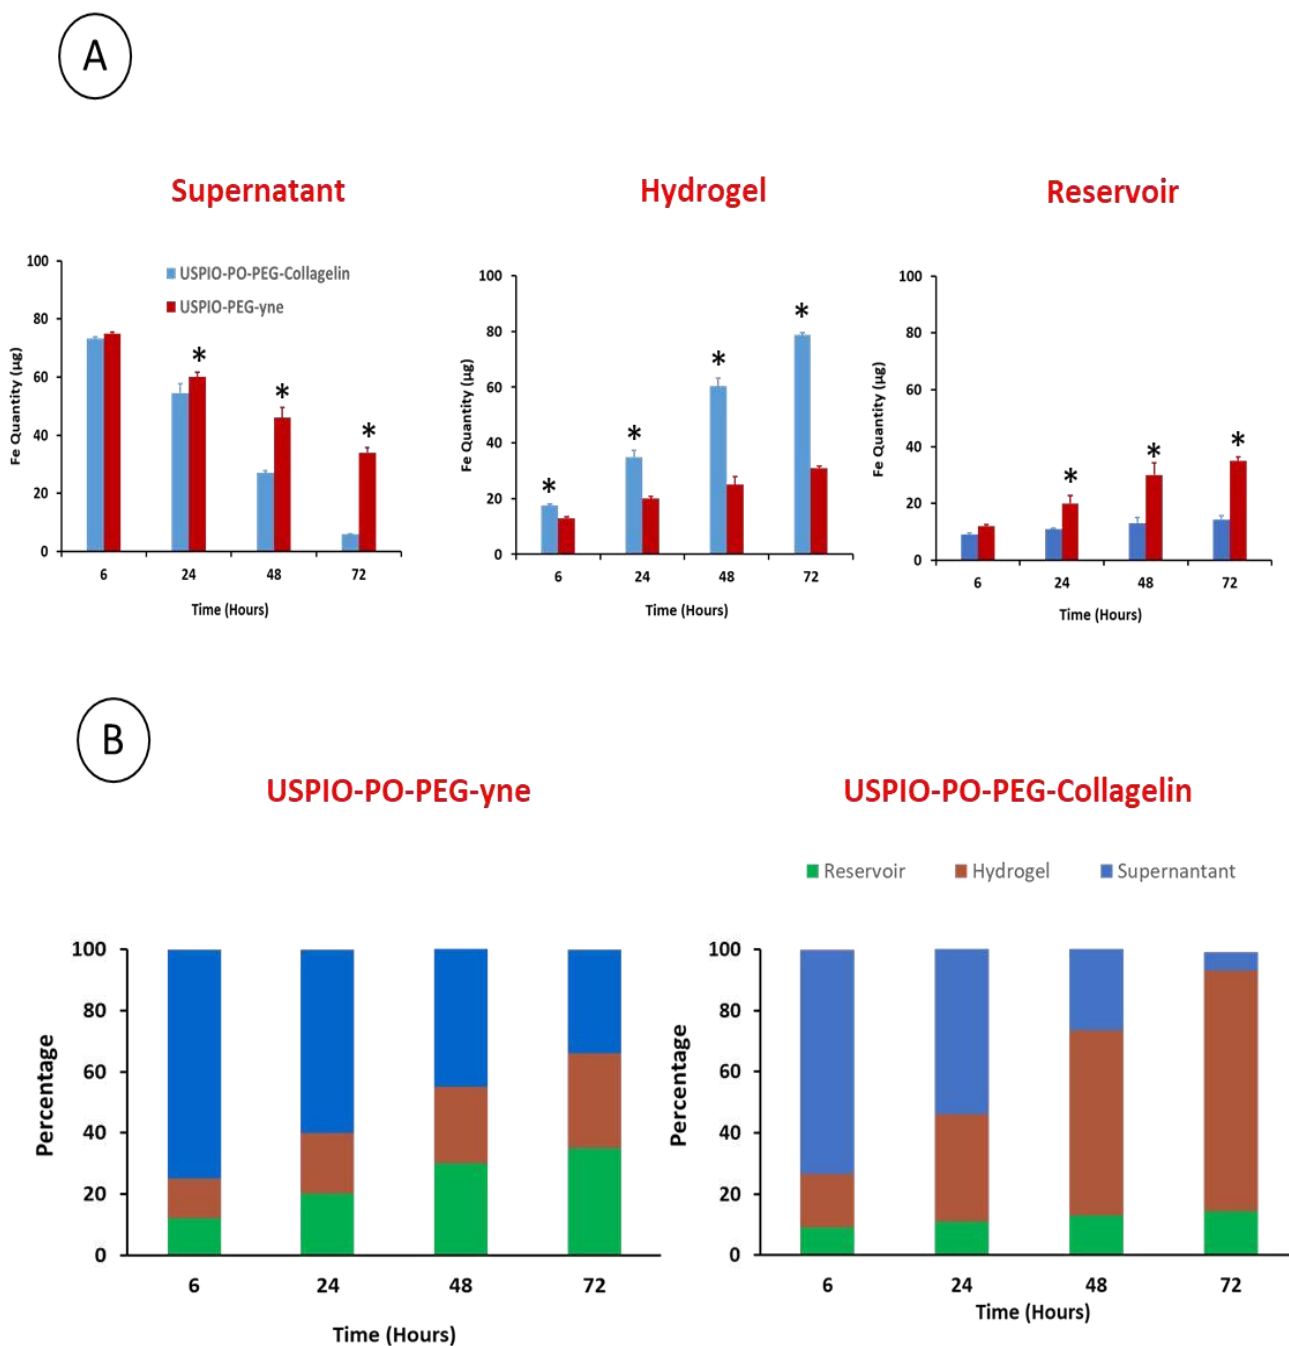 A
Supernatant
Hydrogel
Reservoir
Fe Quantity (µg)
100
80
60
40
20
0
USPIO-PO-PEG-Collagelin
USPIO-PEG-yne
*
*
*
6 24 48 72
Time (Hours)
Fe Quantity (µg)
100
80
60
40
20
0
*
*
*
*
6 24 48 72
Time (Hours)
Fe Quantity (µg)
100
80
60
40
20
0
*
*
*
6 24 48 72
Time (Hours)
B
USPIO-PO-PEG-yne
USPIO-PO-PEG-Collagelin
Reservoir Hydrogel Supernantant
Percentage
100
80
60
40
20
0
6 24 48 72
Time (Hours)
Percentage
100
80
60
40
20
0
6 24 48 72
Time (Hours)